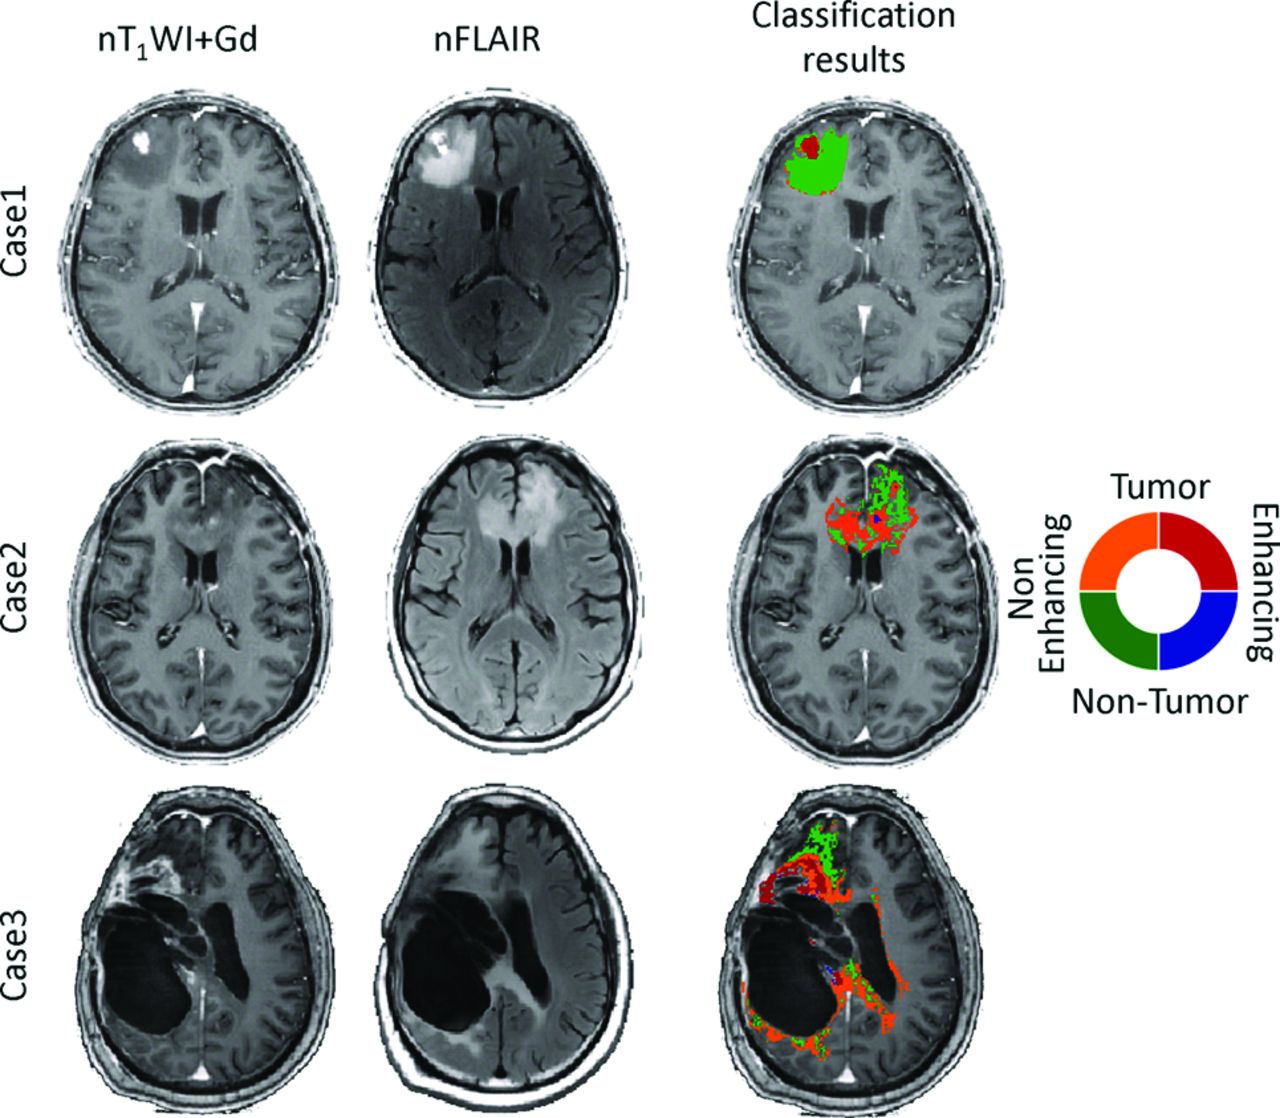 nT₁WI+Gd
nFLAIR
Classification
results
Case1
Case2
Case3
Tumor
Enhancing
Non
Enhancing
Non-Tumor